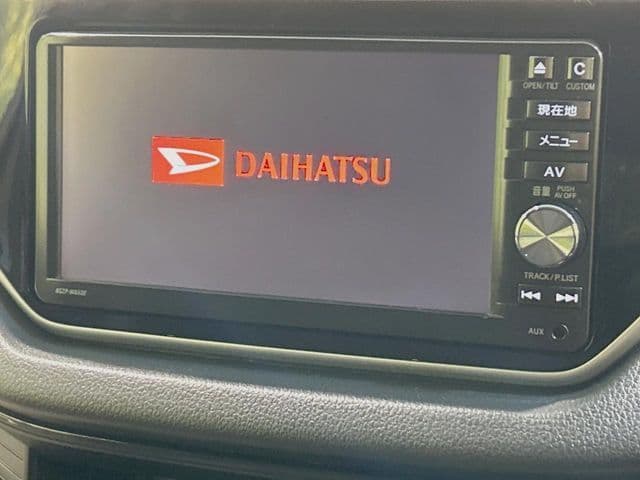 DAIHATSU
OPEN/TILT
C
CUSTOM
現在地
メニュー
AV
音量 PUSH
AV OFF
TRACK/P.LIST
AUX